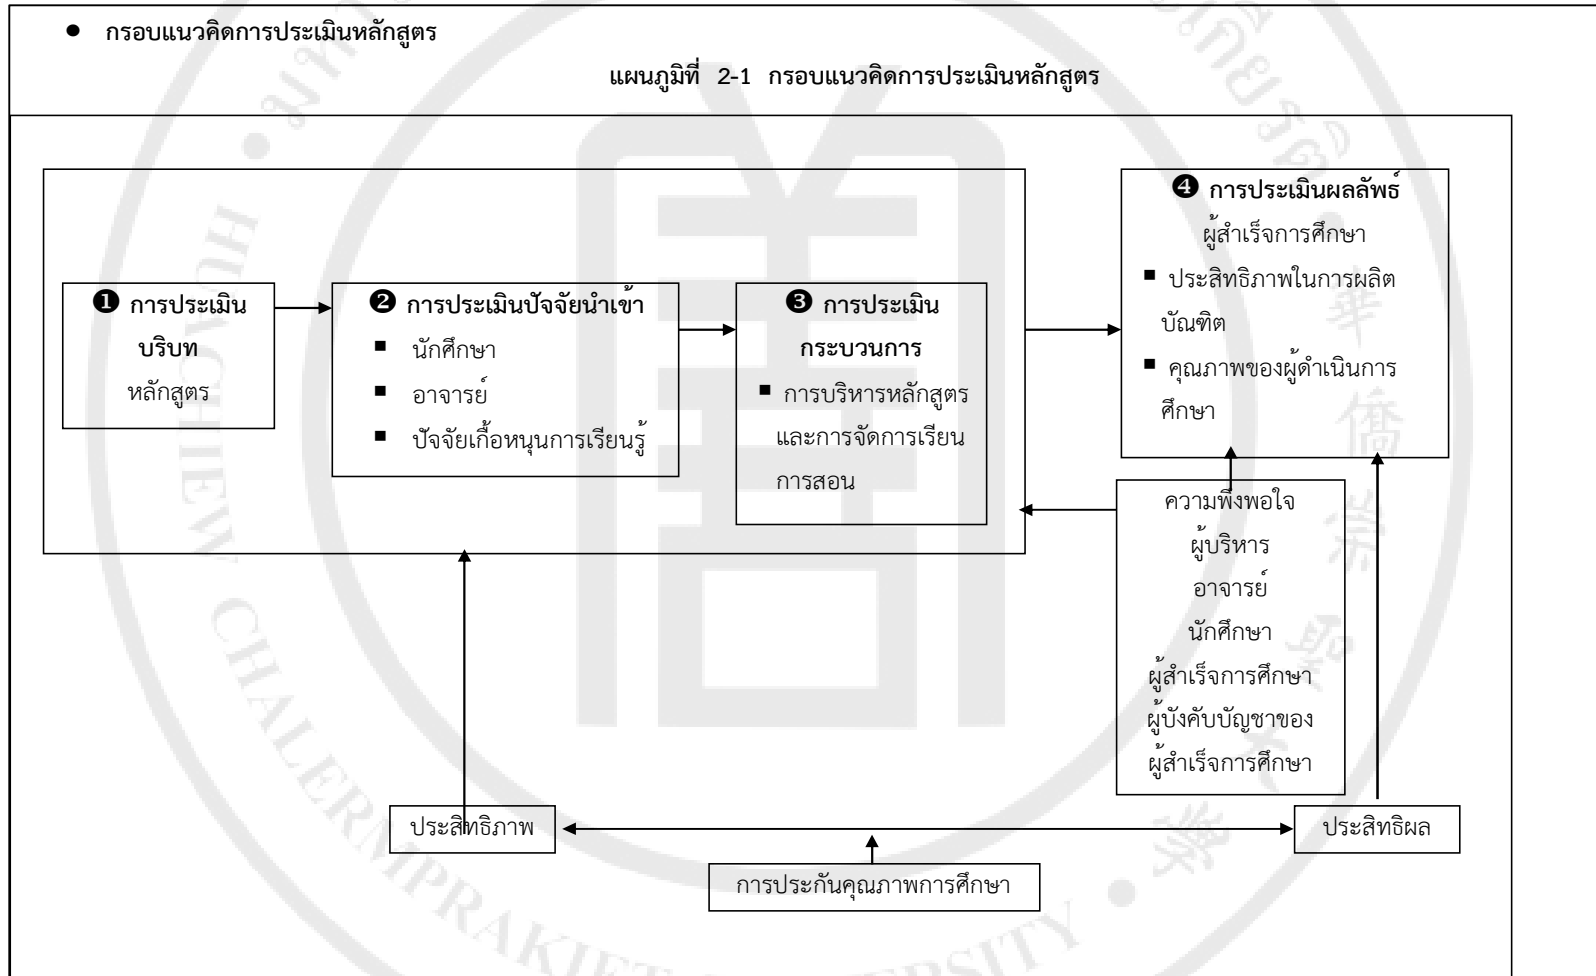 ● กรอบแนวคิดการประเมินหลักสูตร
แผนภูมิที่ 2-1 กรอบแนวคิดการประเมินหลักสูตร
❶ การประเมิน
บริบท
หลักสูตร
❷ การประเมินปัจจัยนำเข้า
■ นักศึกษา
■ อาจารย์
■ ปัจจัยเกื้อหนุนการเรียนรู้
❸ การประเมิน
กระบวนการ
■ การบริหารหลักสูตร
และการจัดการเรียน
การสอน
❹ การประเมินผลลัพธ์
ผู้สำเร็จการศึกษา
■ ประสิทธิภาพในการผลิต
บัณฑิต
■ คุณภาพของผู้ดำเนินการ
ศึกษา
ความพึงพอใจ
ผู้บริหาร
อาจารย์
นักศึกษา
ผู้สำเร็จการศึกษา
ผู้บังคับบัญชาของ
ผู้สำเร็จการศึกษา
ประสิทธิภาพ
ประสิทธิผล
การประกันคุณภาพการศึกษา
HUACHIEW CHALERMPRAKIET
華僑崇聖大學